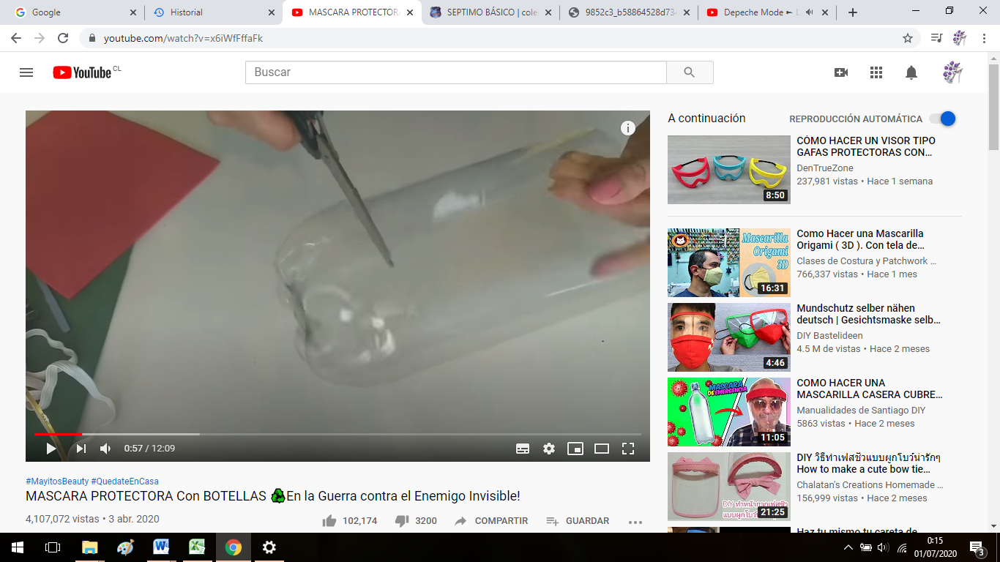 Google
Historial
MASCARA PROTECTORA
SEPTIMO BÁSICO | cole
9852c3_b58864528d734
Depeche Mode ► L
youtube.com/watch?v=x6iWfFffaFk
YouTube CL
Buscar
0:57 / 12:09
#MayitosBeauty #QuedateEnCasa
MASCARA PROTECTORA Con BOTELLAS ♻En la Guerra contra el Enemigo Invisible!
4,107,072 vistas • 3 abr. 2020
102,174
3200
COMPARTIR
GUARDAR
A continuación
REPRODUCCIÓN AUTOMÁTICA
CÓMO HACER UN VISOR TIPO
GAFAS PROTECTORAS CON...
DenTrueZone
237,981 vistas • Hace 1 semana
8:50
Mascarilla
Origami
3D
16:31
Como Hacer una Mascarilla
Origami ( 3D ). Con tela de...
Clases de Costura y Patchwork ...
766,337 vistas • Hace 1 mes
4:46
Mundschutz selber nähen
deutsch | Gesichtsmaske selb...
DIY Bastelideen
4.5 M de vistas • Hace 2 meses
MASCARA
DE EMERGENCIA
11:05
COMO HACER UNA
MASCARILLA CASERA CUBRE...
Manualidades de Santiago DIY
5863 vistas • Hace 2 meses
DIY ทำหน้ากากเฟสชิว
แบบผูกโบว์
21:25
DIY วิธีทำเฟสชิวแบบผูกโบว์น่ารักๆ
How to make a cute bow tie...
Chalatan's Creations Homemade ...
156,999 vistas • Hace 2 meses
Haz tu mismo tu careta de
0:15
01/07/2020
3